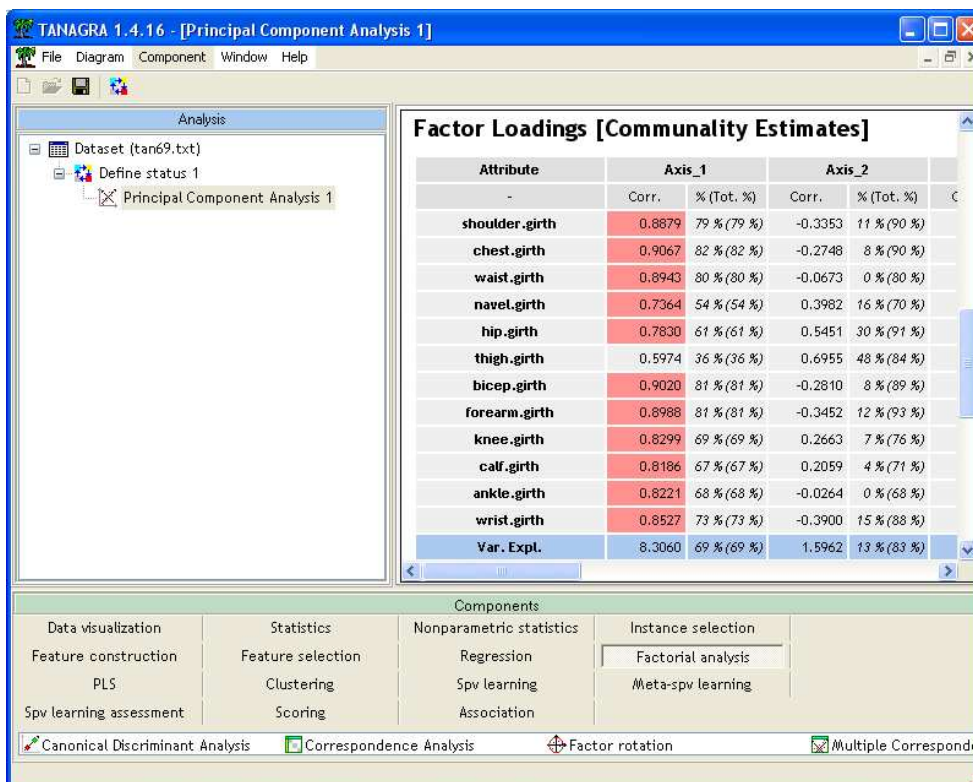 TANAGRA 1.4.16 - [Principal Component Analysis 1]
File Diagram Component Window Help
Analysis
Dataset (tan69.txt)
Define status 1
Principal Component Analysis 1
Factor Loadings [Communality Estimates]
Attribute Axis_1 Axis_2
- Corr. % (Tot. %) Corr. % (Tot. %) C
shoulder.girth 0.8879 79 % (79 %) -0.3353 11 % (90 %)
chest.girth 0.9067 82 % (82 %) -0.2748 8 % (90 %)
waist.girth 0.8943 80 % (80 %) -0.0673 0 % (80 %)
navel.girth 0.7364 54 % (54 %) 0.3982 16 % (70 %)
hip.girth 0.7830 61 % (61 %) 0.5451 30 % (91 %)
thigh.girth 0.5974 36 % (36 %) 0.6955 48 % (84 %)
bicep.girth 0.9020 81 % (81 %) -0.2810 8 % (89 %)
forearm.girth 0.8988 81 % (81 %) -0.3452 12 % (93 %)
knee.girth 0.8299 69 % (69 %) 0.2663 7 % (76 %)
calf.girth 0.8186 67 % (67 %) 0.2059 4 % (71 %)
ankle.girth 0.8221 68 % (68 %) -0.0264 0 % (68 %)
wrist.girth 0.8527 73 % (73 %) -0.3900 15 % (88 %)
Var. Expl. 8.3060 69 % (69 %) 1.5962 13 % (83 %)
Components
Data visualization Statistics Nonparametric statistics Instance selection
Feature construction Feature selection Regression Factorial analysis
PLS Clustering Spv learning Meta-spv learning
Spv learning assessment Scoring Association
Canonical Discriminant Analysis Correspondence Analysis Factor rotation Multiple Corresponde